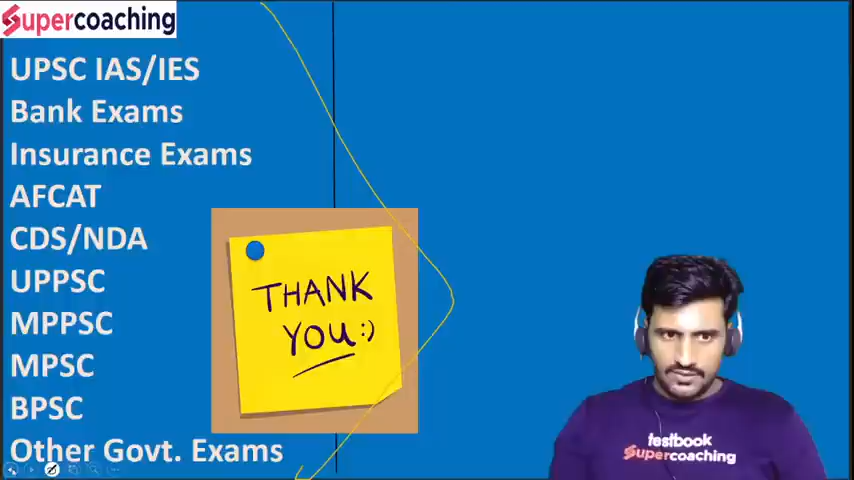 Supercoaching
UPSC IAS/IES
Bank Exams
Insurance Exams
AFCAT
CDS/NDA
UPPSC
MPPSC
MPSC
BPSC
Other Govt. Exams
THANK
YOU:)
testbook
Supercoaching